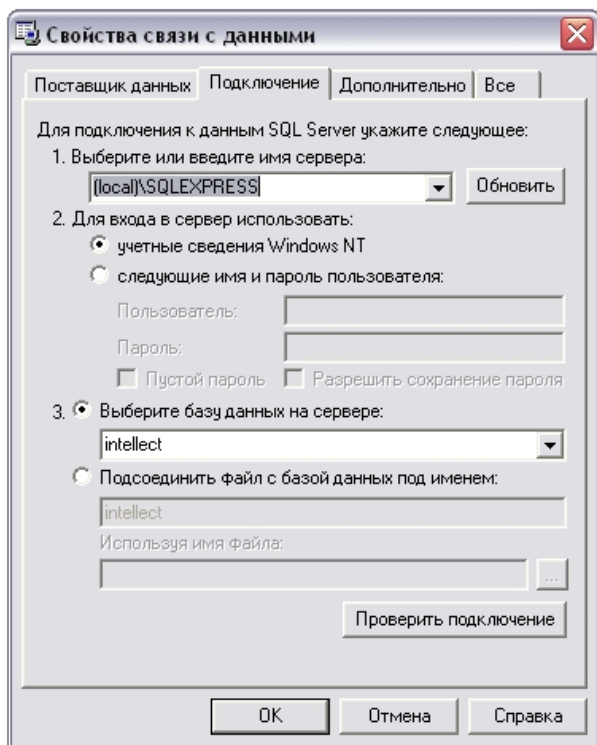 Свойства связи с данными
Поставщик данных Подключение Дополнительно Все
Для подключения к данным SQL Server укажите следующее:
1. Выберите или введите имя сервера:
(local)\SQLEXPRESS Обновить
2. Для входа в сервер использовать:
учетные сведения Windows NT
следующие имя и пароль пользователя:
Пользователь:
Пароль:
Пустой пароль Разрешить сохранение пароля
3. Выберите базу данных на сервере:
intellect
Подсоединить файл с базой данных под именем:
intellect
Используя имя файла:
...
Проверить подключение
OK Отмена Справка